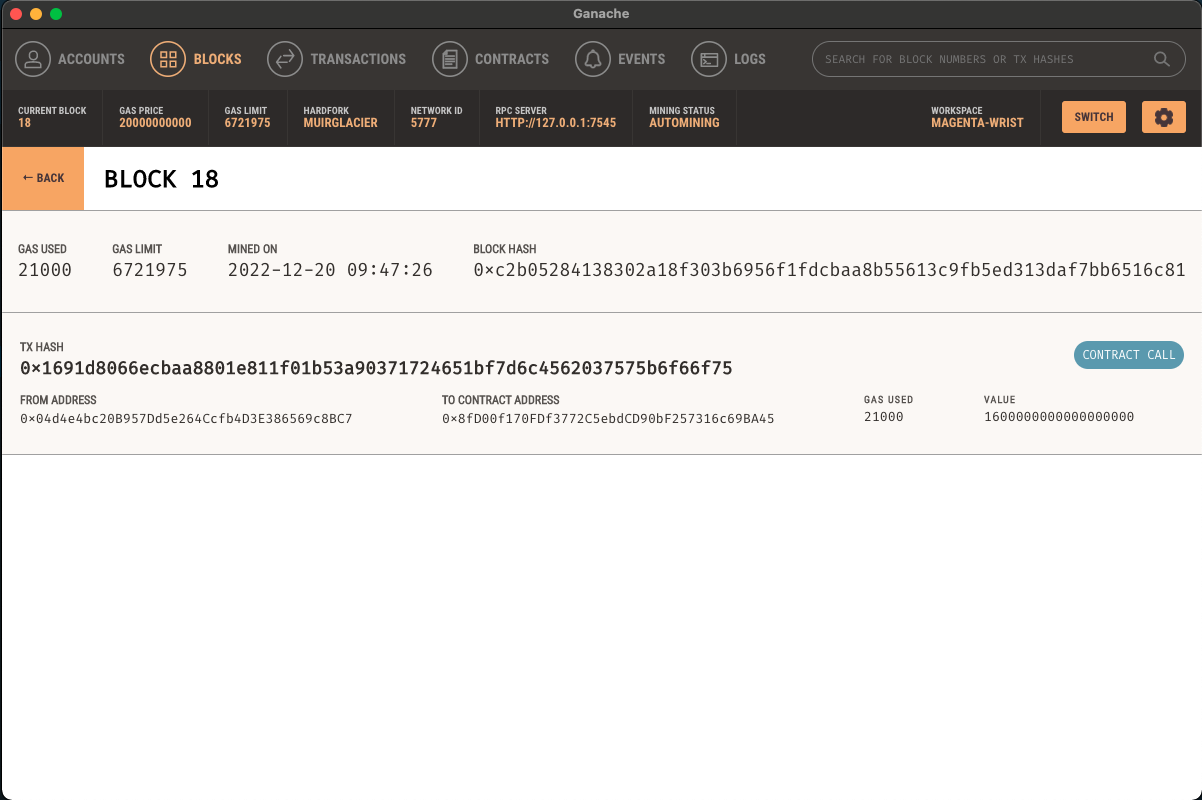 Ganache
ACCOUNTS BLOCKS TRANSACTIONS CONTRACTS EVENTS LOGS SEARCH FOR BLOCK NUMBERS OR TX HASHES
CURRENT BLOCK GAS PRICE GAS LIMIT HARDFORK NETWORK ID RPC SERVER MINING STATUS WORKSPACE
18 20000000000 6721975 MUIRGLACIER 5777 HTTP://127.0.0.1:7545 AUTOMINING MAGENTA-WRIST SWITCH
← BACK BLOCK 18
GAS USED GAS LIMIT MINED ON BLOCK HASH
21000 6721975 2022-12-20 09:47:26 0×c2b05284138302a18f303b6956f1fdcbaa8b55613c9fb5ed313daf7bb6516c81
TX HASH
0×1691d8066ecbaa8801e811f01b53a90371724651bf7d6c4562037575b6f66f75 CONTRACT CALL
FROM ADDRESS TO CONTRACT ADDRESS GAS USED VALUE
0×04d4e4bc20B957Dd5e264Ccfb4D3E386569c8BC7 0×8fD00f170FDf3772C5ebdCD90bF257316c69BA45 21000 1600000000000000000